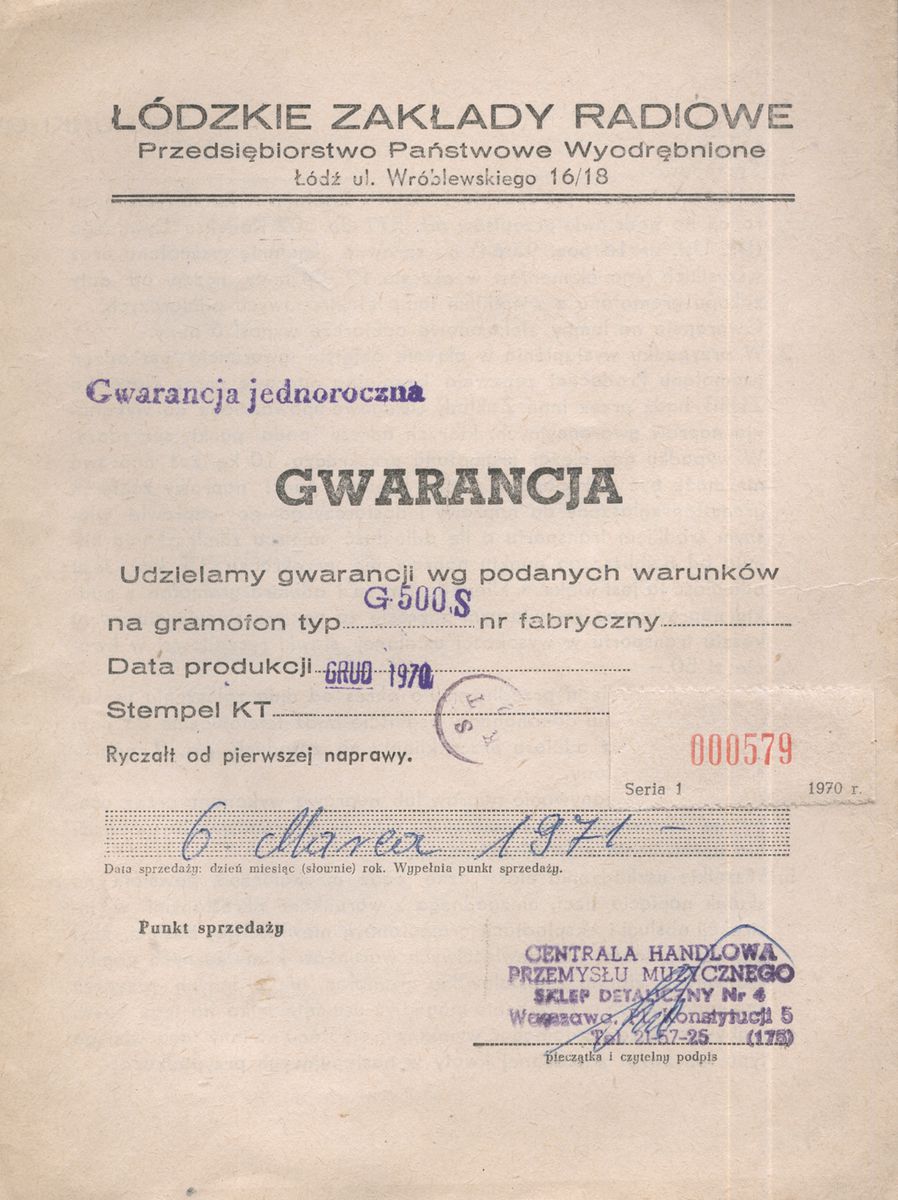 ŁÓDZKIE ZAKŁADY RADIOWE
Przedsiębiorstwo Państwowe Wyodrębnione
Łódź ul. Wróblewskiego 16/18
Gwarancja jednoroczna
GWARANCJA
Udzielamy gwarancji wg podanych warunków
na gramofon typ G-500.S nr fabryczny
Data produkcji GRUD 1970
Stempel KT
Ryczałt od pierwszej naprawy.
000579
Seria 1 1970 r.
6 Marca 1971 -
Data sprzedaży: dzień miesiąc (słownie) rok. Wypełnia punkt sprzedaży.
Punkt sprzedaży
CENTRALA HANDLOWA
PRZEMYSŁU MUZYCZNEGO
SKLEP DETALICZNY Nr 4
Warszawa, Pl. Konstytucji 5
Tel. 21-57-25 (175)
pieczątka i czytelny podpis